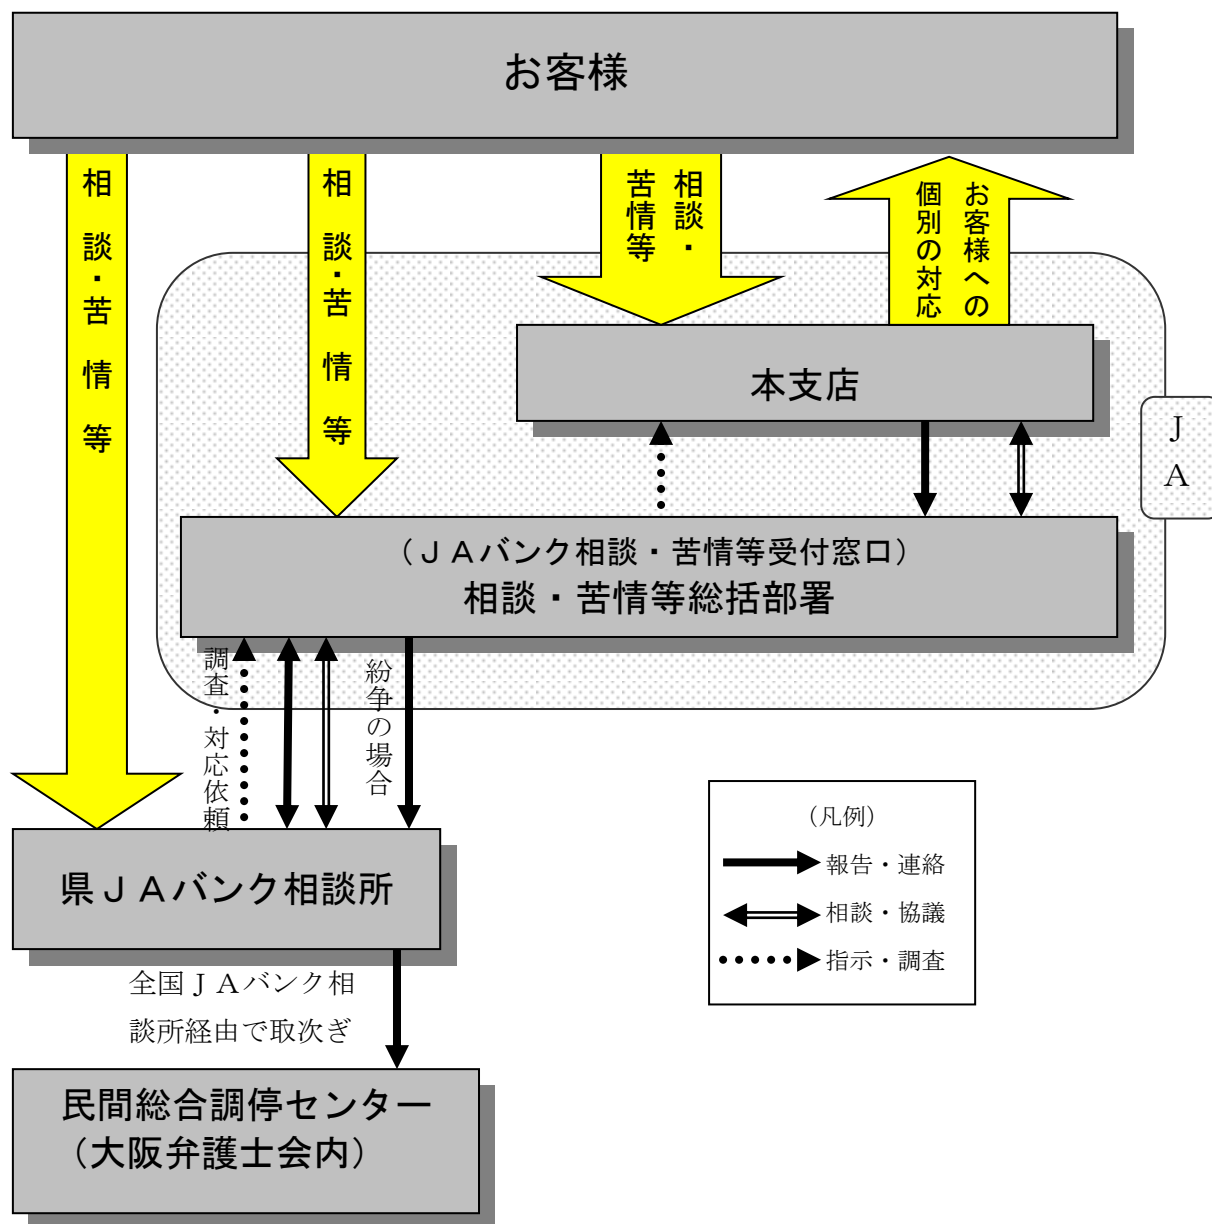 お客様
相談・苦情等
相談・苦情等
相談・
苦情等
お客様への
個別の対応
本支店
ＪＡ
（ＪＡバンク相談・苦情等受付窓口）
相談・苦情等総括部署
調査・対応依頼
紛争の場合
（凡例）
報告・連絡
相談・協議
指示・調査
県ＪＡバンク相談所
全国ＪＡバンク相
談所経由で取次ぎ
民間総合調停センター
（大阪弁護士会内）